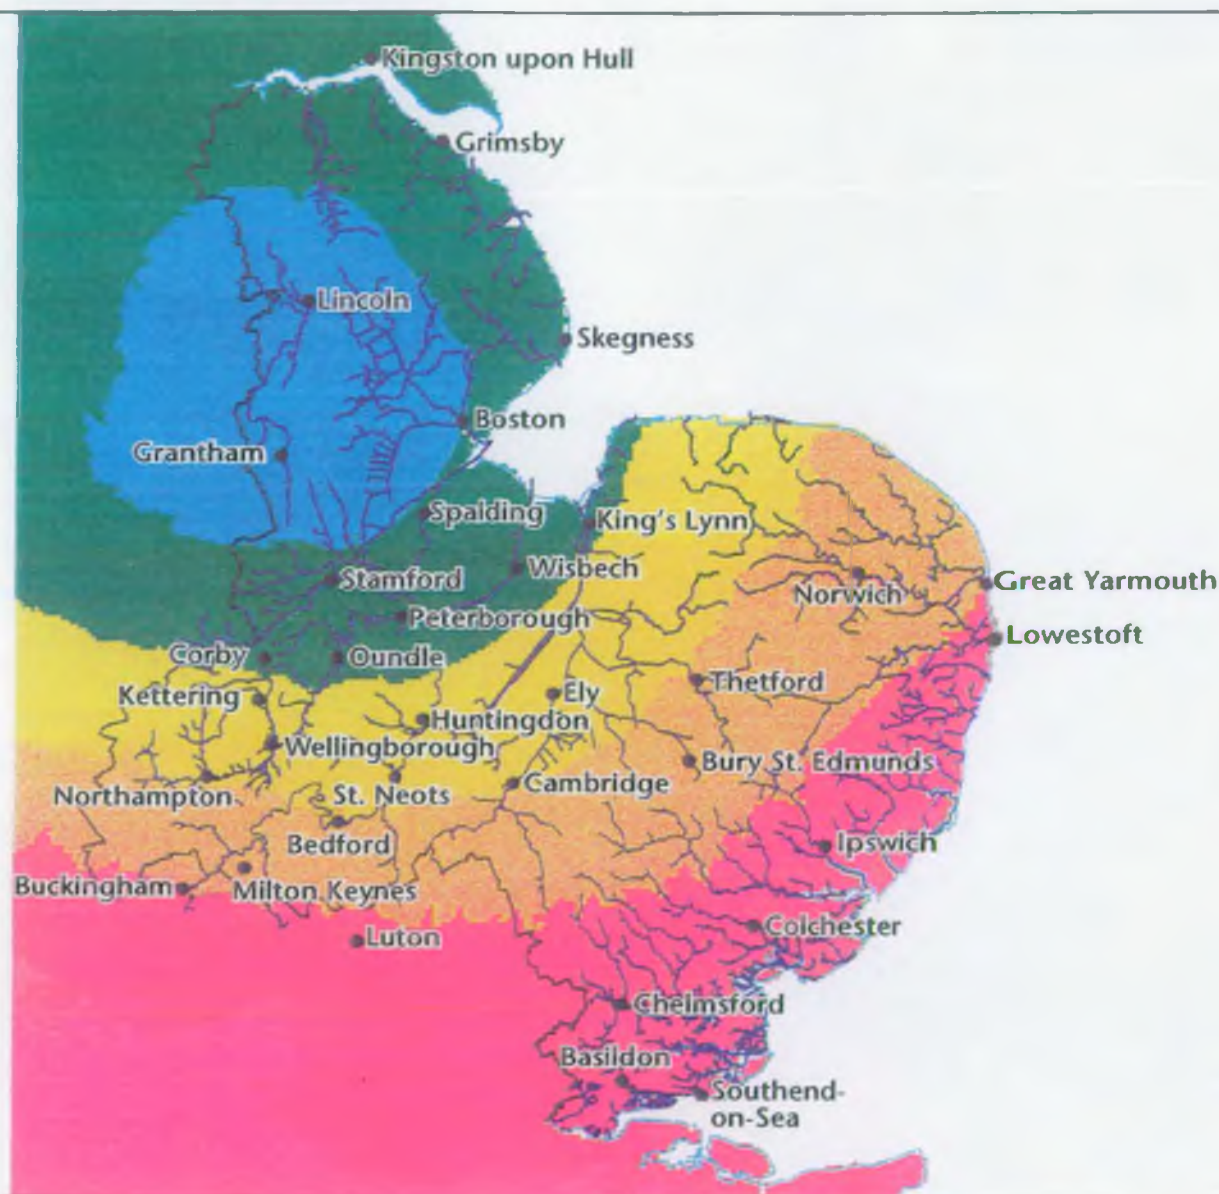 Kingston upon Hull
Grimsby
Lincoln
Skegness
Boston
Grantham
Spalding
King's Lynn
Wisbech
Stamford
Norwich
Great Yarmouth
Peterborough
Lowestoft
Corby
Oundle
Thetford
Kettering
Ely
Huntingdon
Wellingborough
Bury St. Edmunds
Cambridge
Northampton
St. Neots
Bedford
Ipswich
Buckingham
Milton Keynes
Colchester
Luton
Chelmsford
Basildon
Southend-
on-Sea